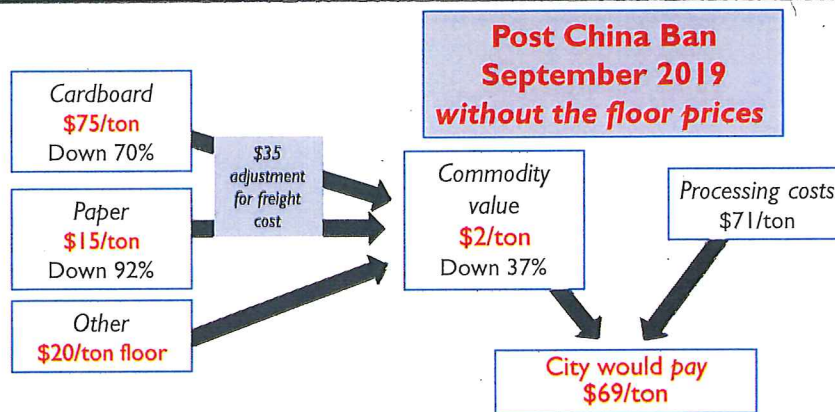 Post China Ban
September 2019
without the floor prices
Cardboard
$75/ton
Down 70%
Paper
$15/ton
Down 92%
Other
$20/ton floor
$35
adjustment
for freight
cost
Commodity
value
$2/ton
Down 37%
Processing costs
$71/ton
City would pay
$69/ton